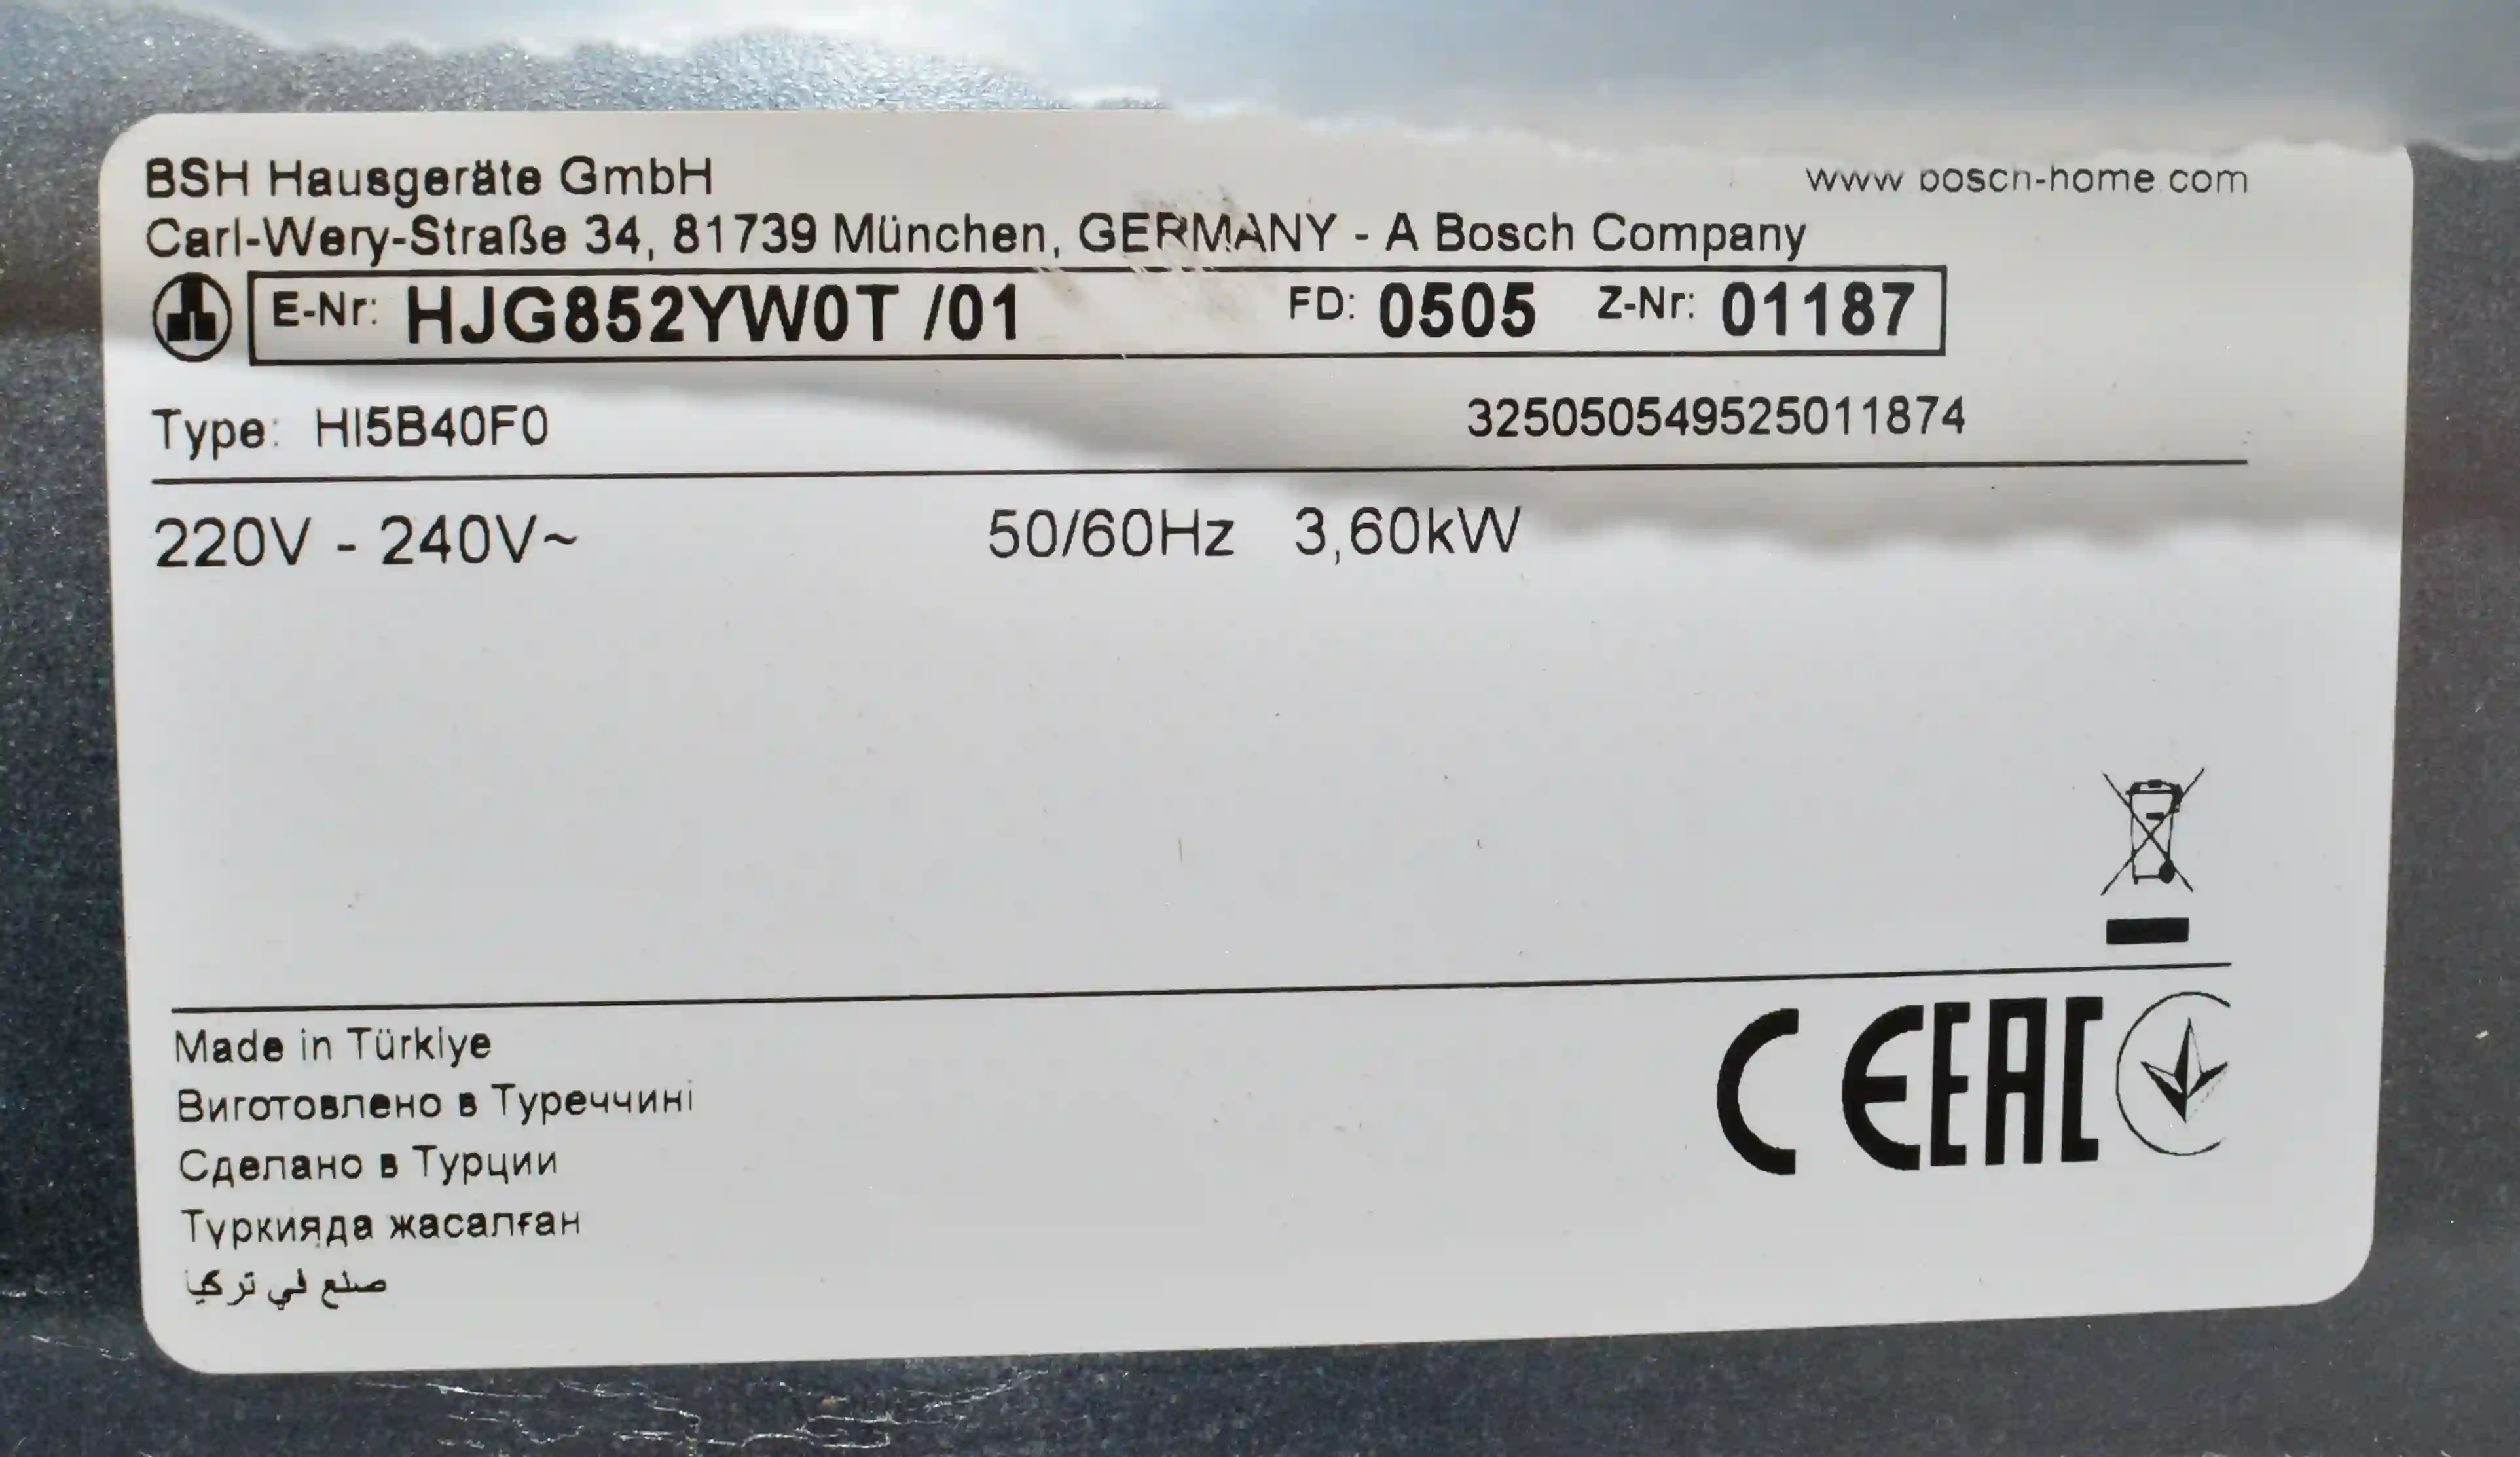 BSH Hausgeräte GmbH
www.bosch-home.com
Carl-Wery-Straße 34, 81739 München, GERMANY - A Bosch Company
E-Nr: HJG852YW0T /01 FD: 0505 Z-Nr: 01187
Type: HI5B40F0 325050549525011874
220V - 240V~ 50/60Hz 3,60kW
Made in Türkiye
Виготовлено в Туреччині
Сделано в Турции
Түркияда жасалған
صنع في تركيا
CE EAC